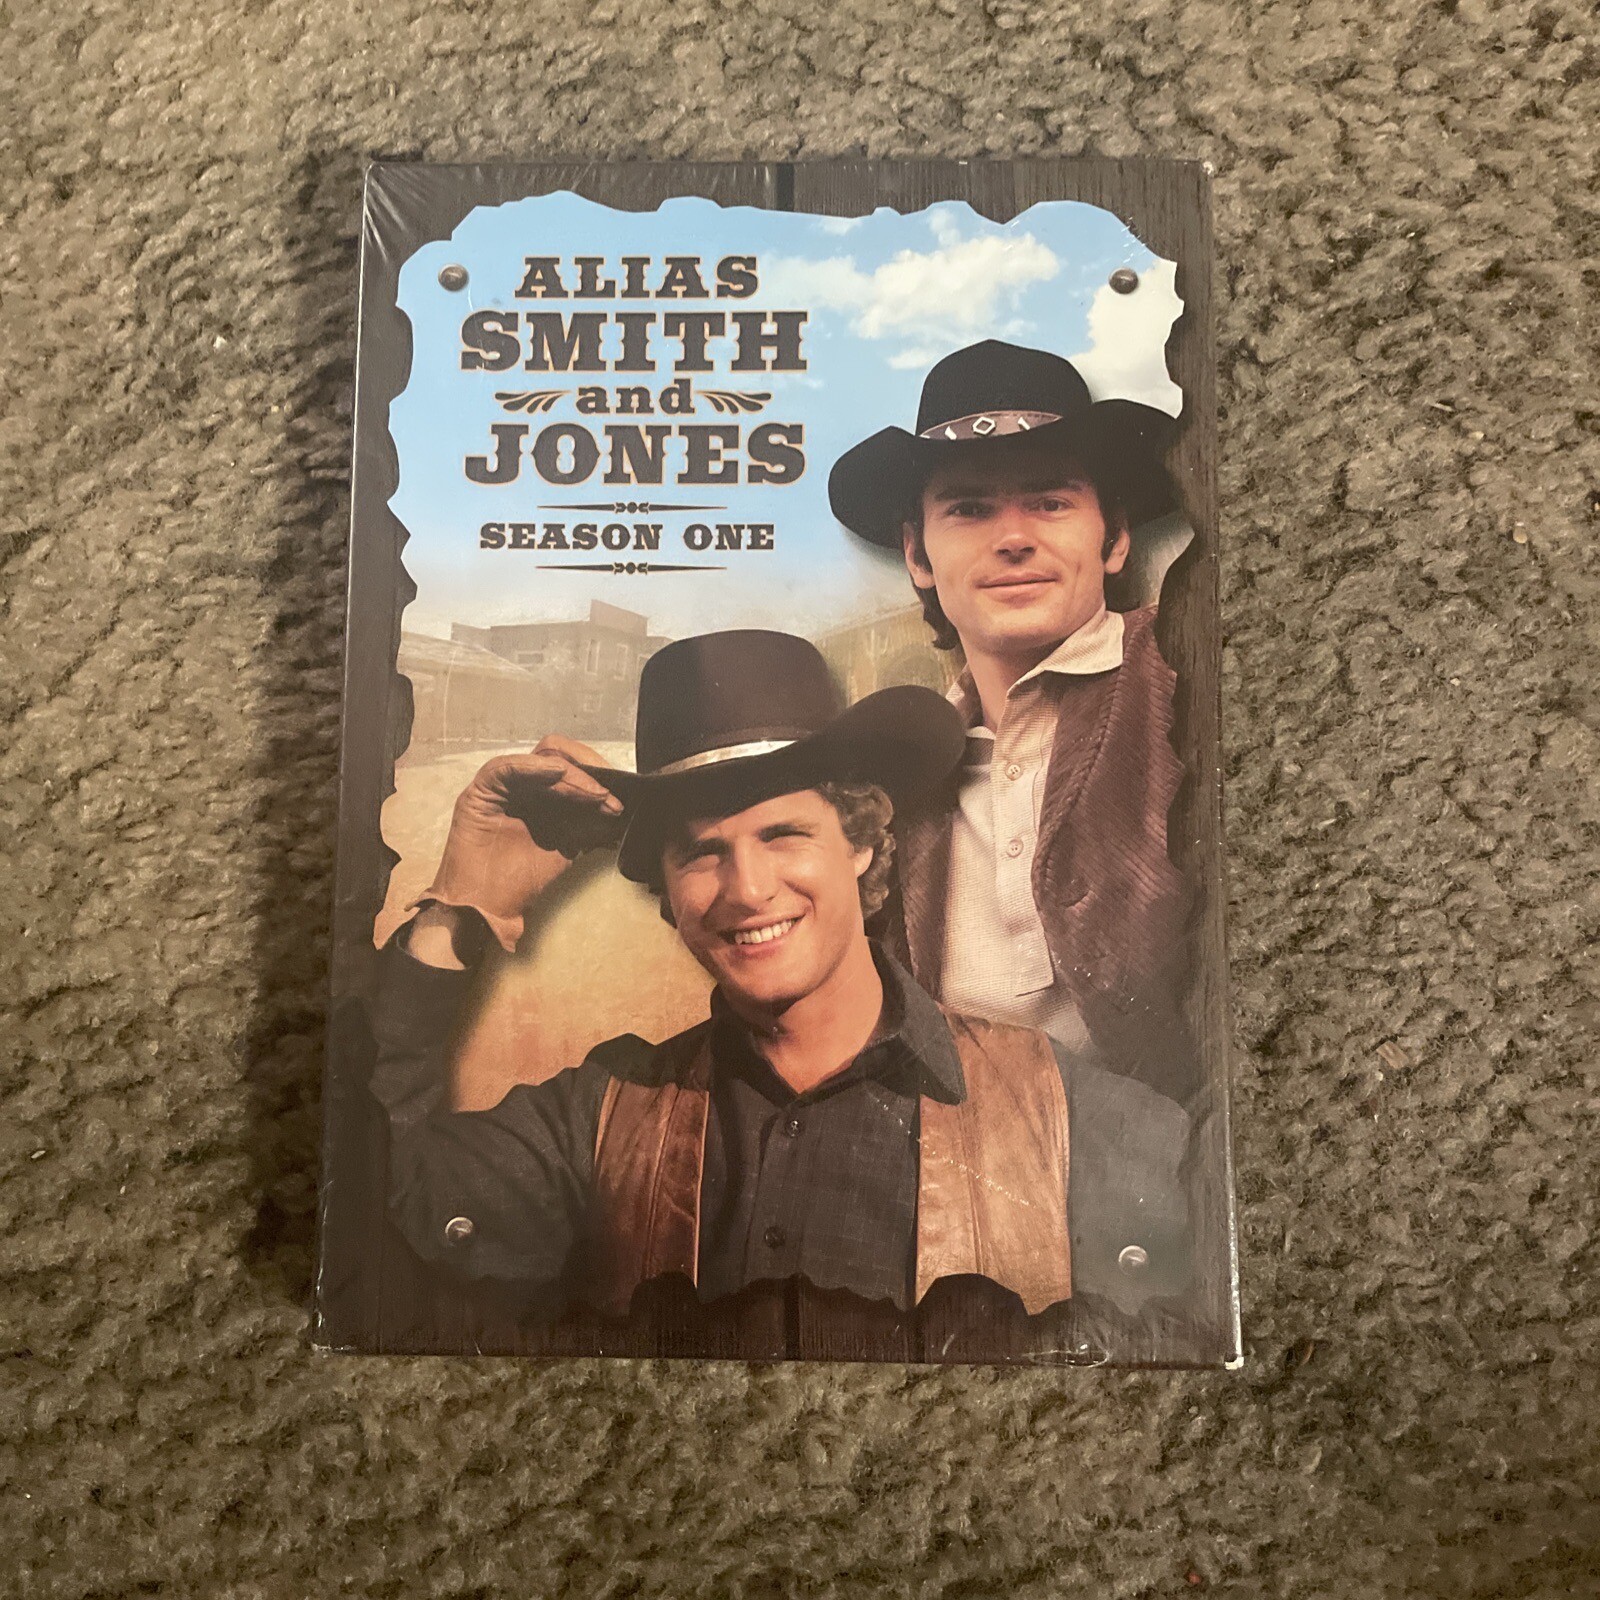 ALIAS
SMITH
and
JONES
SEASON ONE